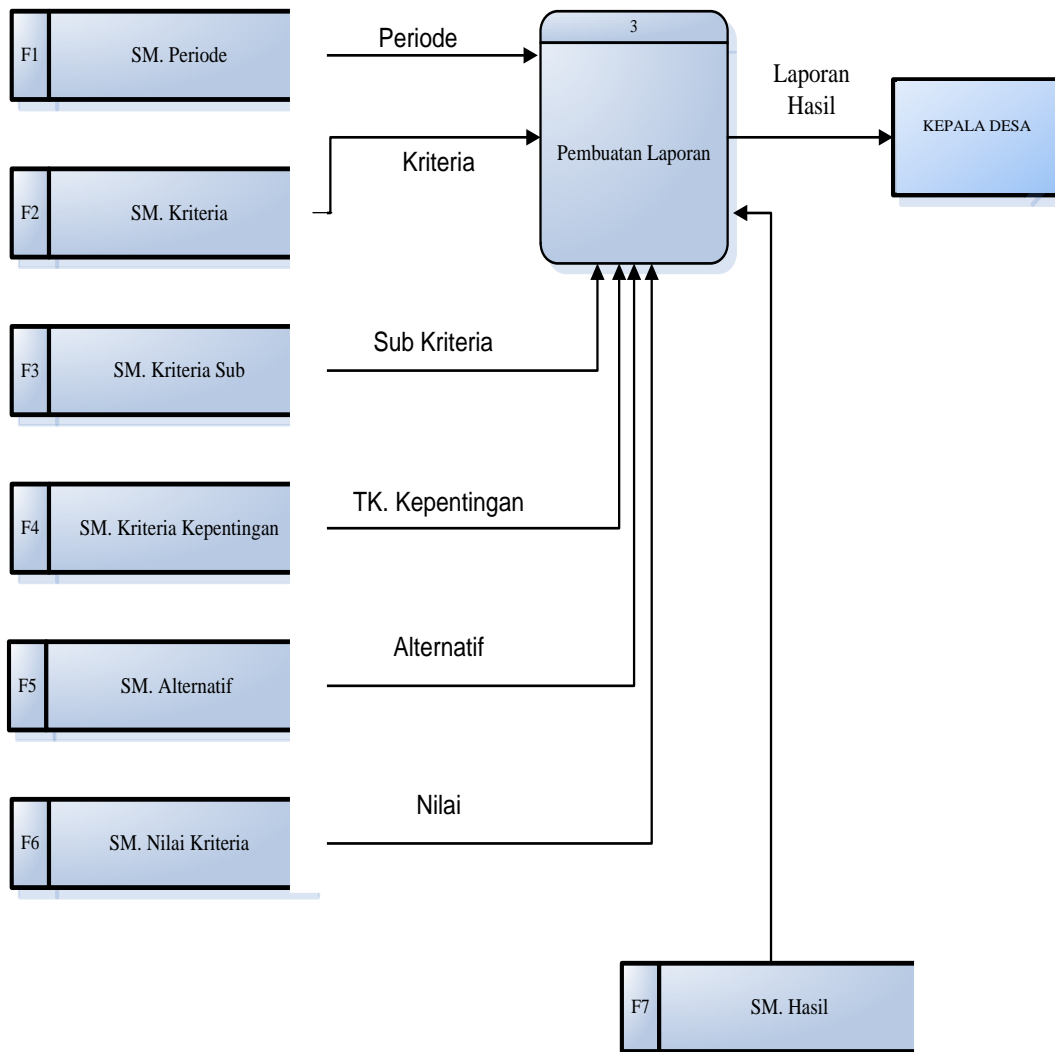 F1
SM. Periode
Periode
3
Pembuatan Laporan
Laporan
Hasil
KEPALA DESA
F2
SM. Kriteria
Kriteria
F3
SM. Kriteria Sub
Sub Kriteria
F4
SM. Kriteria Kepentingan
TK. Kepentingan
F5
SM. Alternatif
Alternatif
F6
SM. Nilai Kriteria
Nilai
F7
SM. Hasil